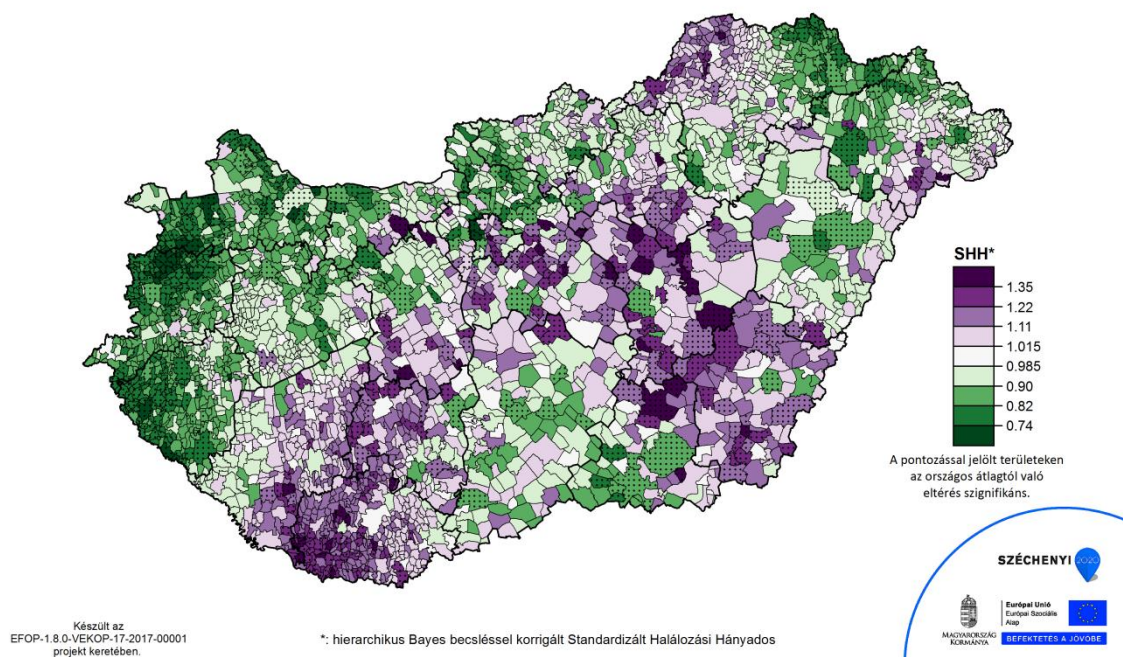 SHH*
1.35
1.22
1.11
1.015
0.985
0.90
0.82
0.74
A pontozással jelölt területeken
az országos átlagtól való
eltérés szignifikáns.
SZÉCHENYI 2020
MAGYARORSZÁG
KORMÁNYA
Európai Unió
Európai Szociális
Alap
BEFEKTETÉS A JÖVŐBE
Készült az
EFOP-1.8.0-VEKOP-17-2017-00001
projekt keretében.
*: hierarchikus Bayes becsléssel korrigált Standardizált Halálozási Hányados